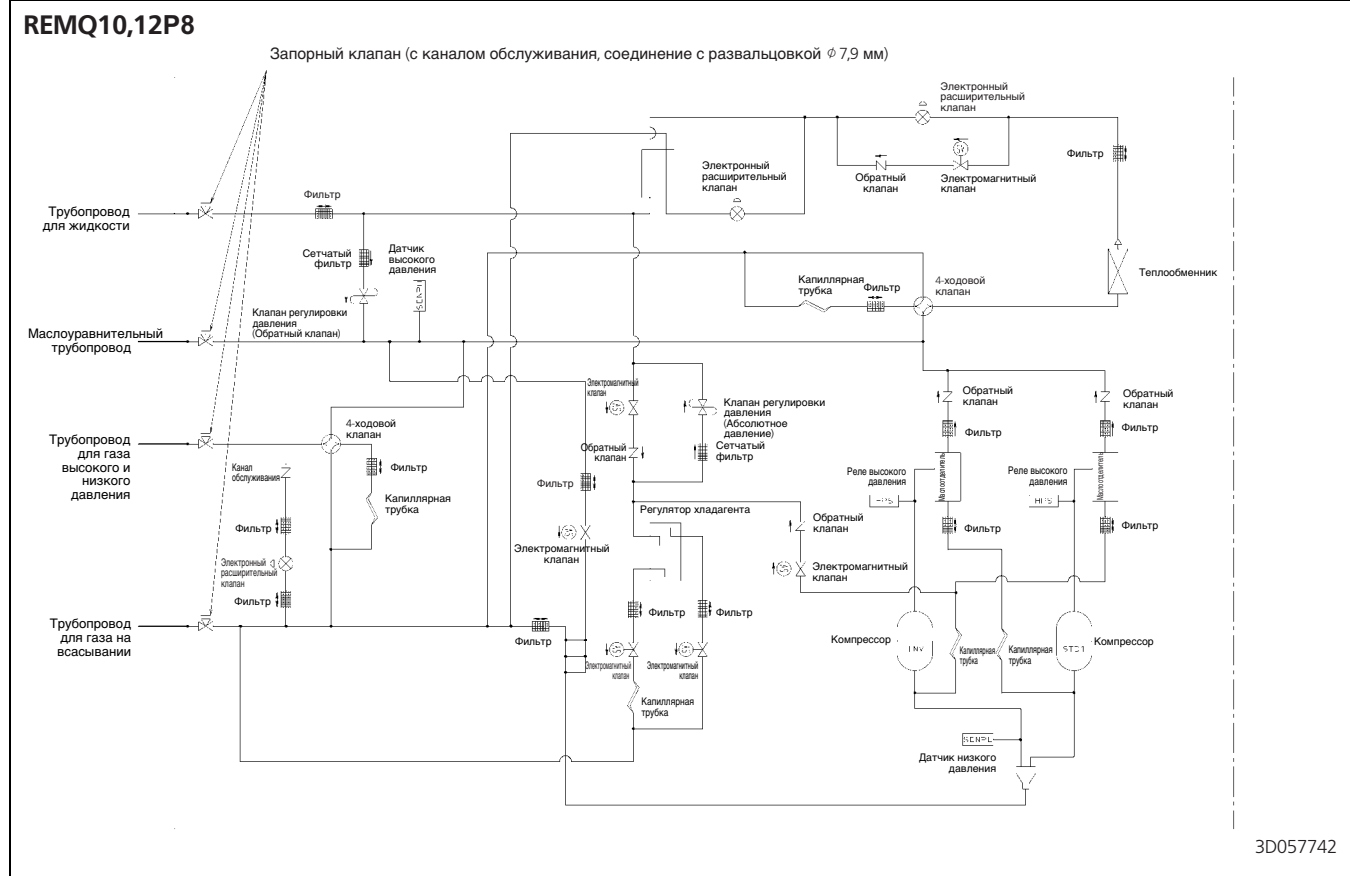 REMQ10,12P8
Запорный клапан (с каналом обслуживания, соединение с развальцовкой ϕ 7,9 мм)
Электронный
расширительный
клапан
Фильтр
Обратный
клапан
Электромагнитный
клапан
Электронный
расширительный
клапан
Фильтр
Трубопровод
для жидкости
Сетчатый
фильтр
Датчик
высокого
давления
SENPH
Клапан регулировки
давления
(Обратный клапан)
Капиллярная
трубка
Фильтр
4-ходовой
клапан
Теплообменник
Маслоуравнительный
трубопровод
Электромагнитный
клапан
Клапан регулировки
давления
(Абсолютное
давление)
Обратный
клапан
Сетчатый
фильтр
Обратный
клапан
Обратный
клапан
Фильтр
Фильтр
4-ходовой
клапан
Трубопровод
для газа
высокого и
низкого
давления
Канал
обслуживания
Фильтр
Капиллярная
трубка
Фильтр
Реле высокого
давления
HPS
Маслоотделитель
Реле высокого
давления
HPS
Маслоотделитель
Регулятор хладагента
Обратный
клапан
Фильтр
Фильтр
Фильтр
Электромагнитный
клапан
Электронный
расширительный
клапан
Электромагнитный
клапан
Фильтр
Фильтр
Фильтр
Трубопровод
для газа на
всасывании
Фильтр
Электромагнитный
клапан
Электромагнитный
клапан
Компрессор
INV
Капиллярная
трубка
Капиллярная
трубка
STD1
Компрессор
Капиллярная
трубка
SENPL
Датчик низкого
давления
3D057742